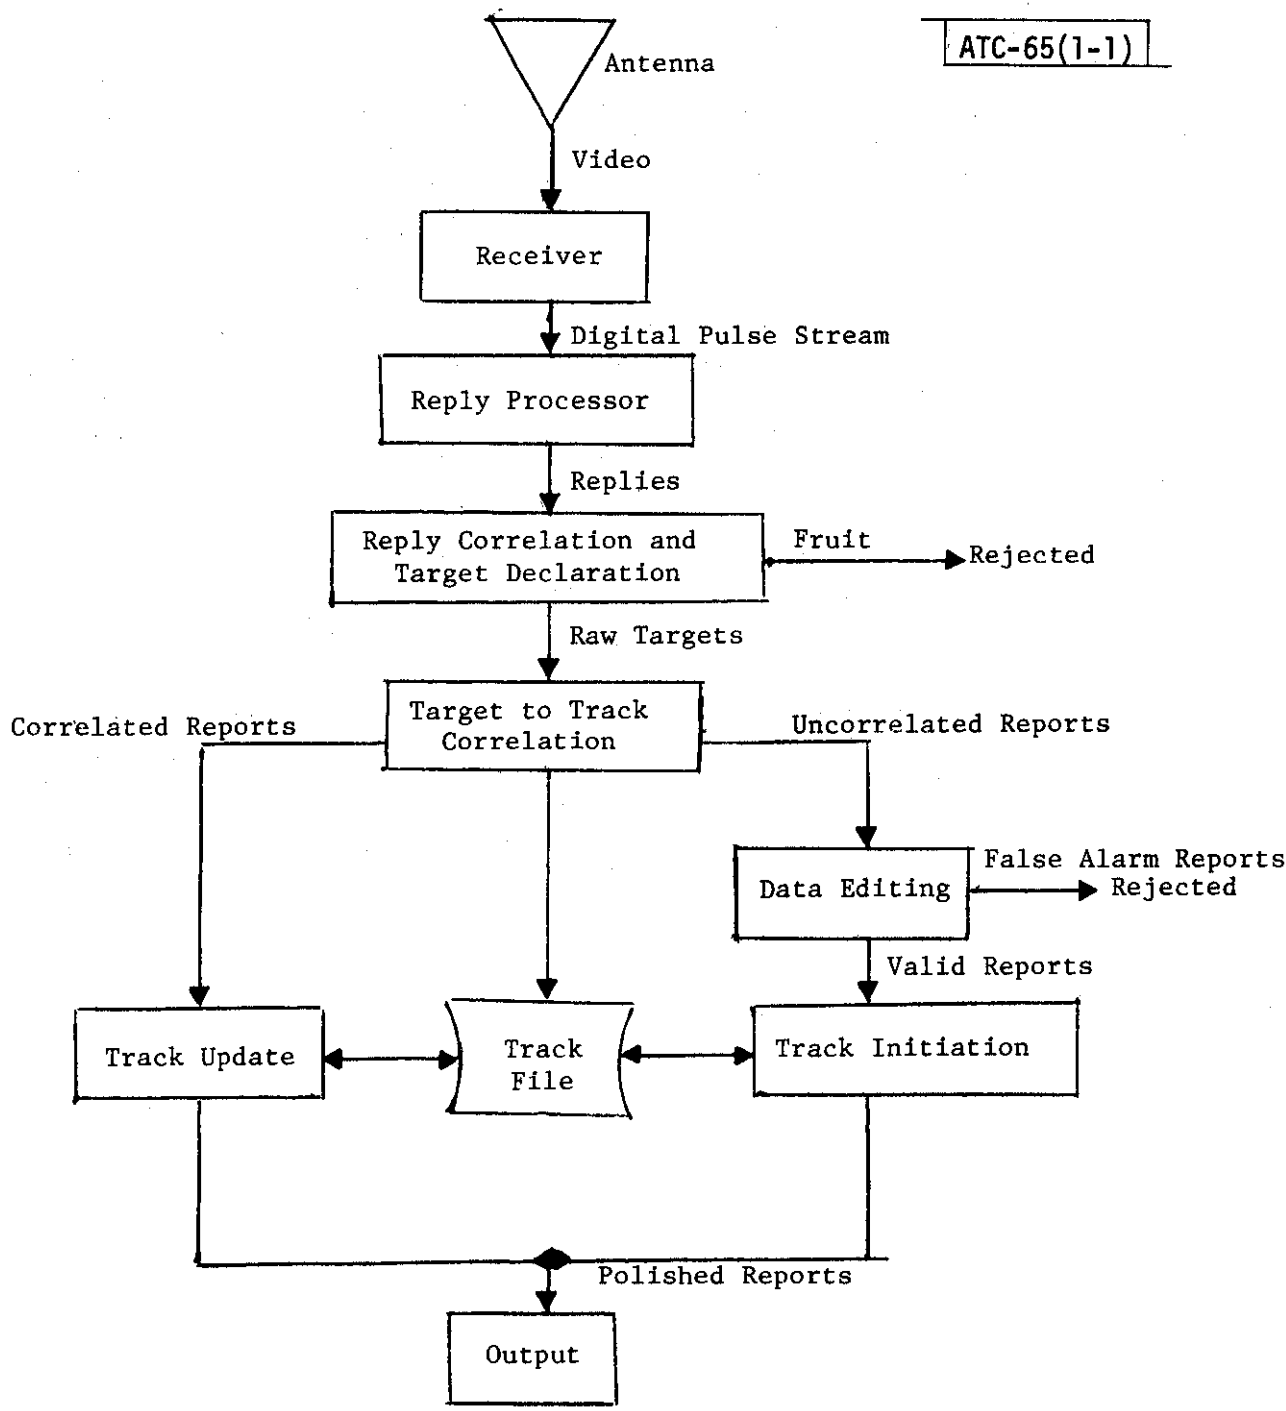 ATC-65(1-1)
Antenna
Video
Receiver
Digital Pulse Stream
Reply Processor
Replies
Reply Correlation and
Target Declaration
Fruit
Rejected
Raw Targets
Target to Track
Correlation
Correlated Reports
Uncorrelated Reports
Data Editing
False Alarm Reports
Rejected
Valid Reports
Track Update
Track
File
Track Initiation
Polished Reports
Output